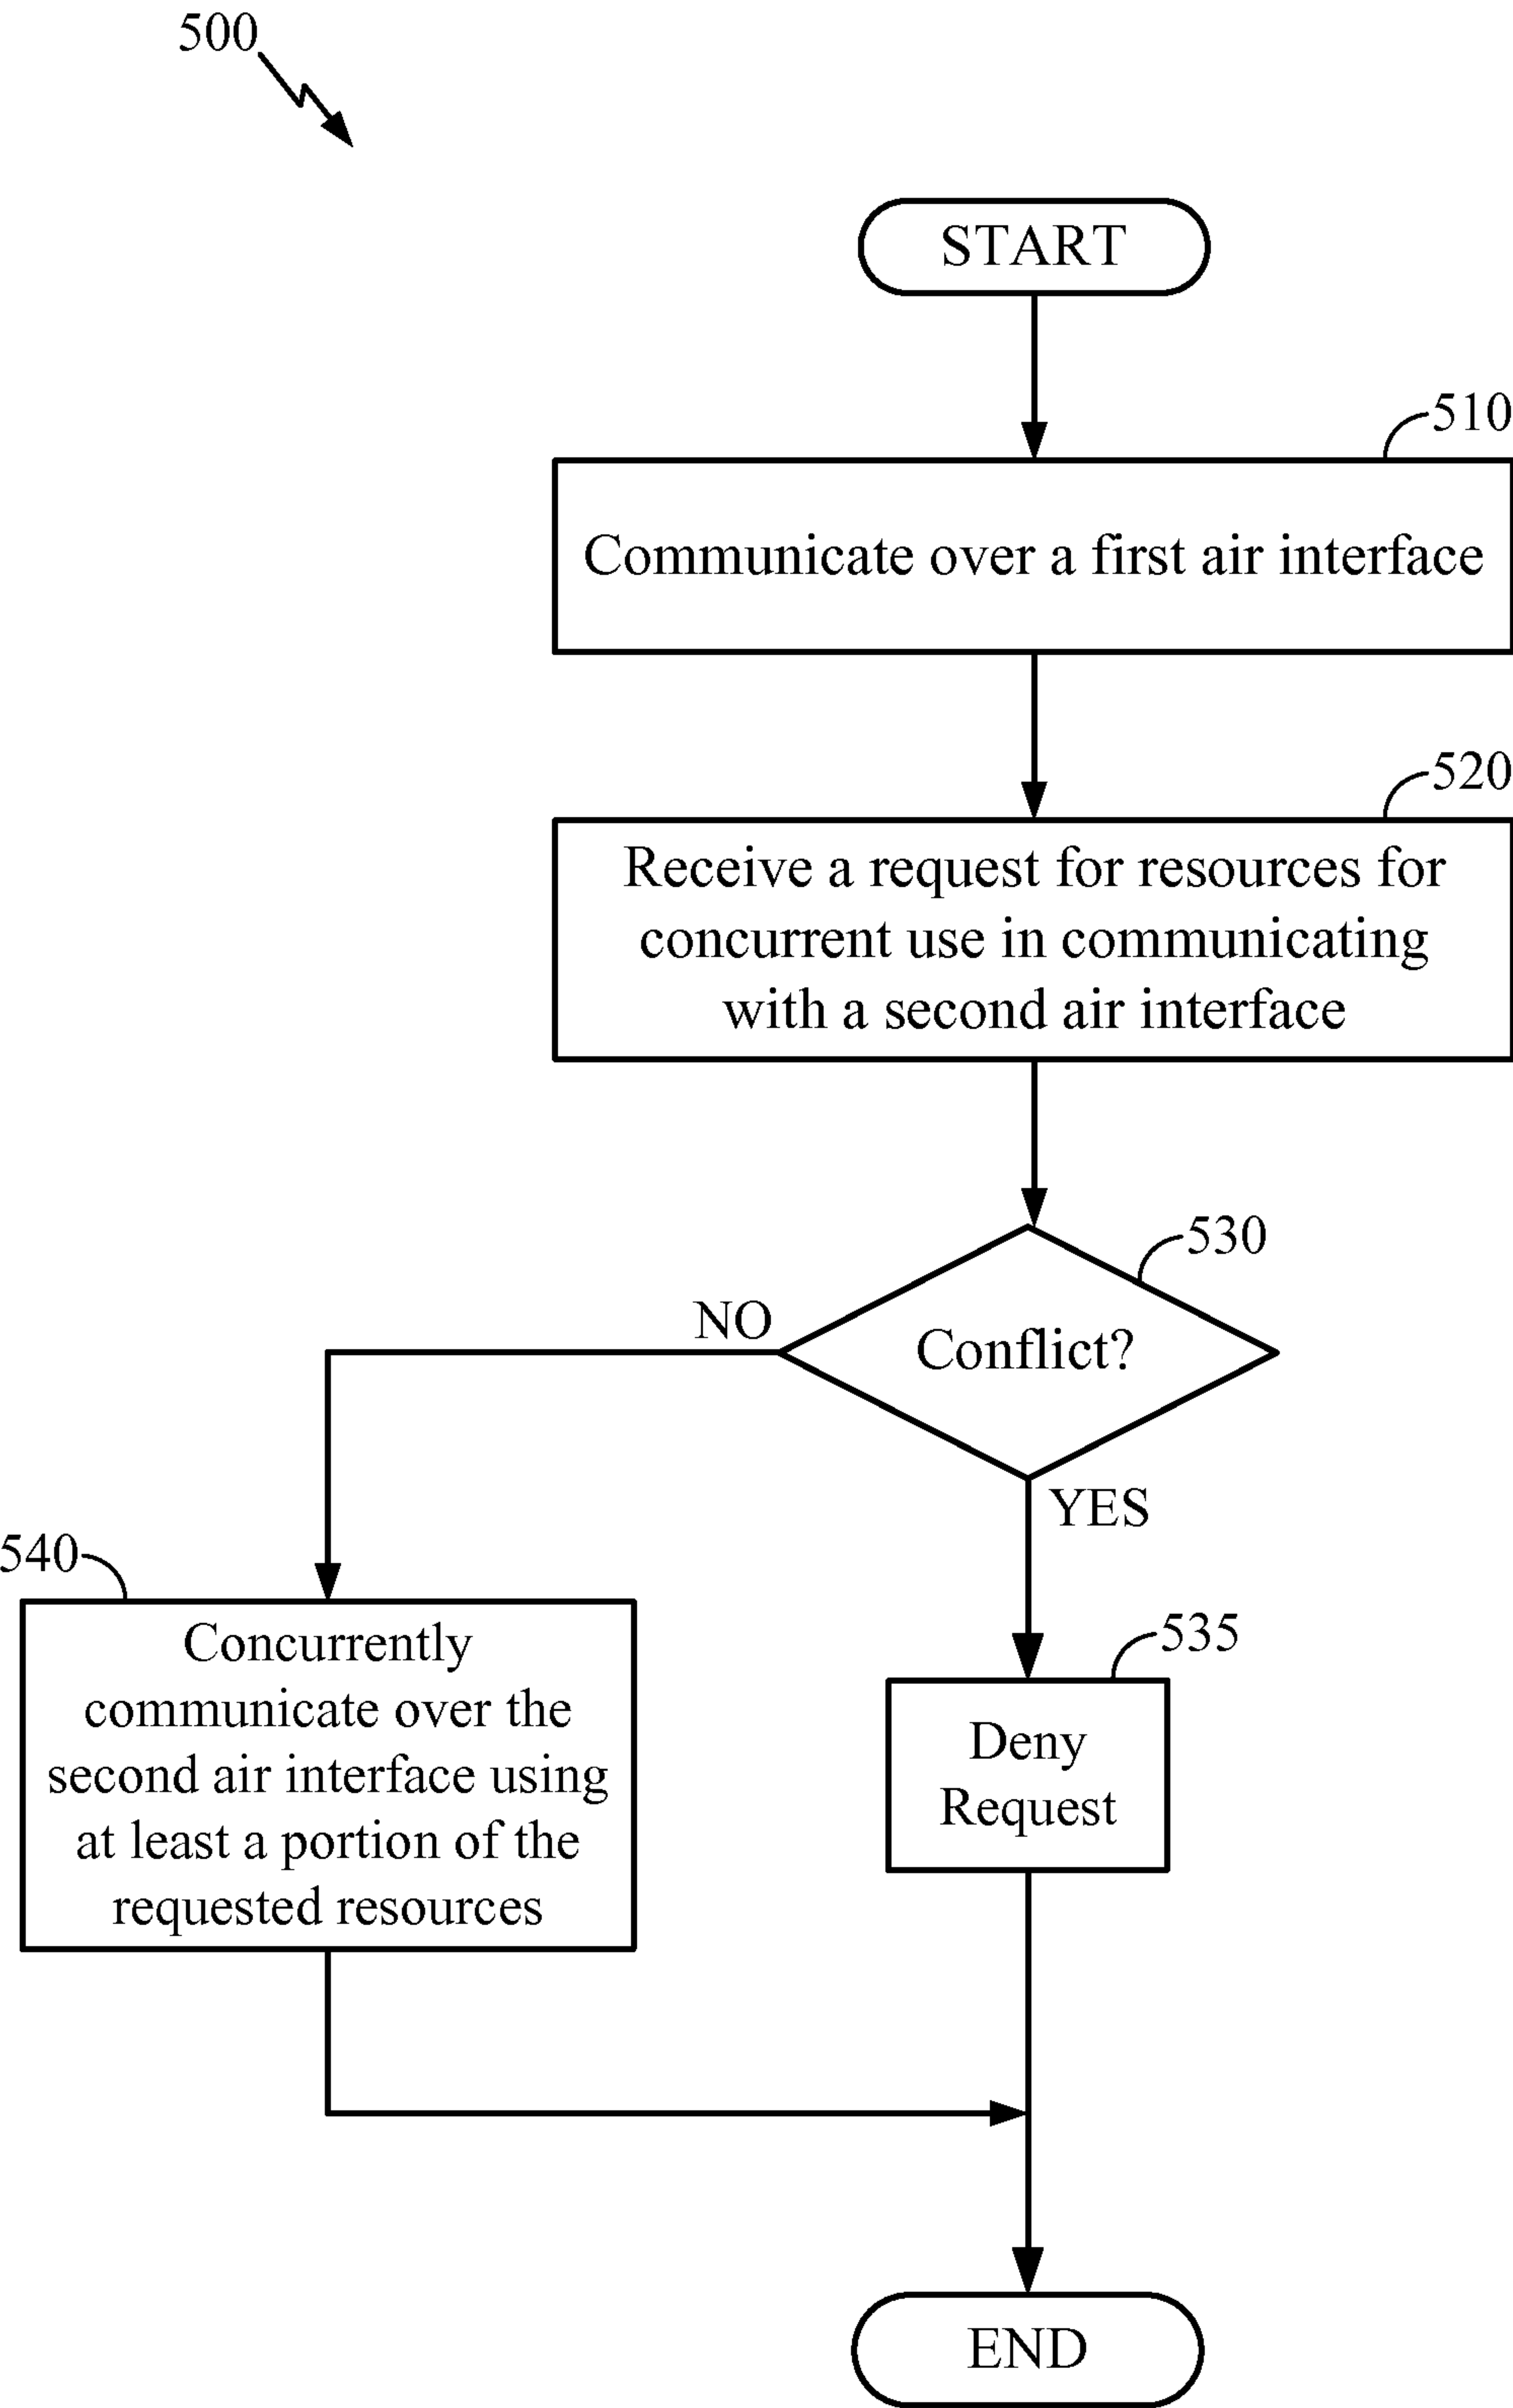 500
START
510
Communicate over a first air interface
520
Receive a request for resources for
concurrent use in communicating
with a second air interface
530
NO
Conflict?
YES
540
Concurrently
communicate over the
second air interface using
at least a portion of the
requested resources
535
Deny
Request
END